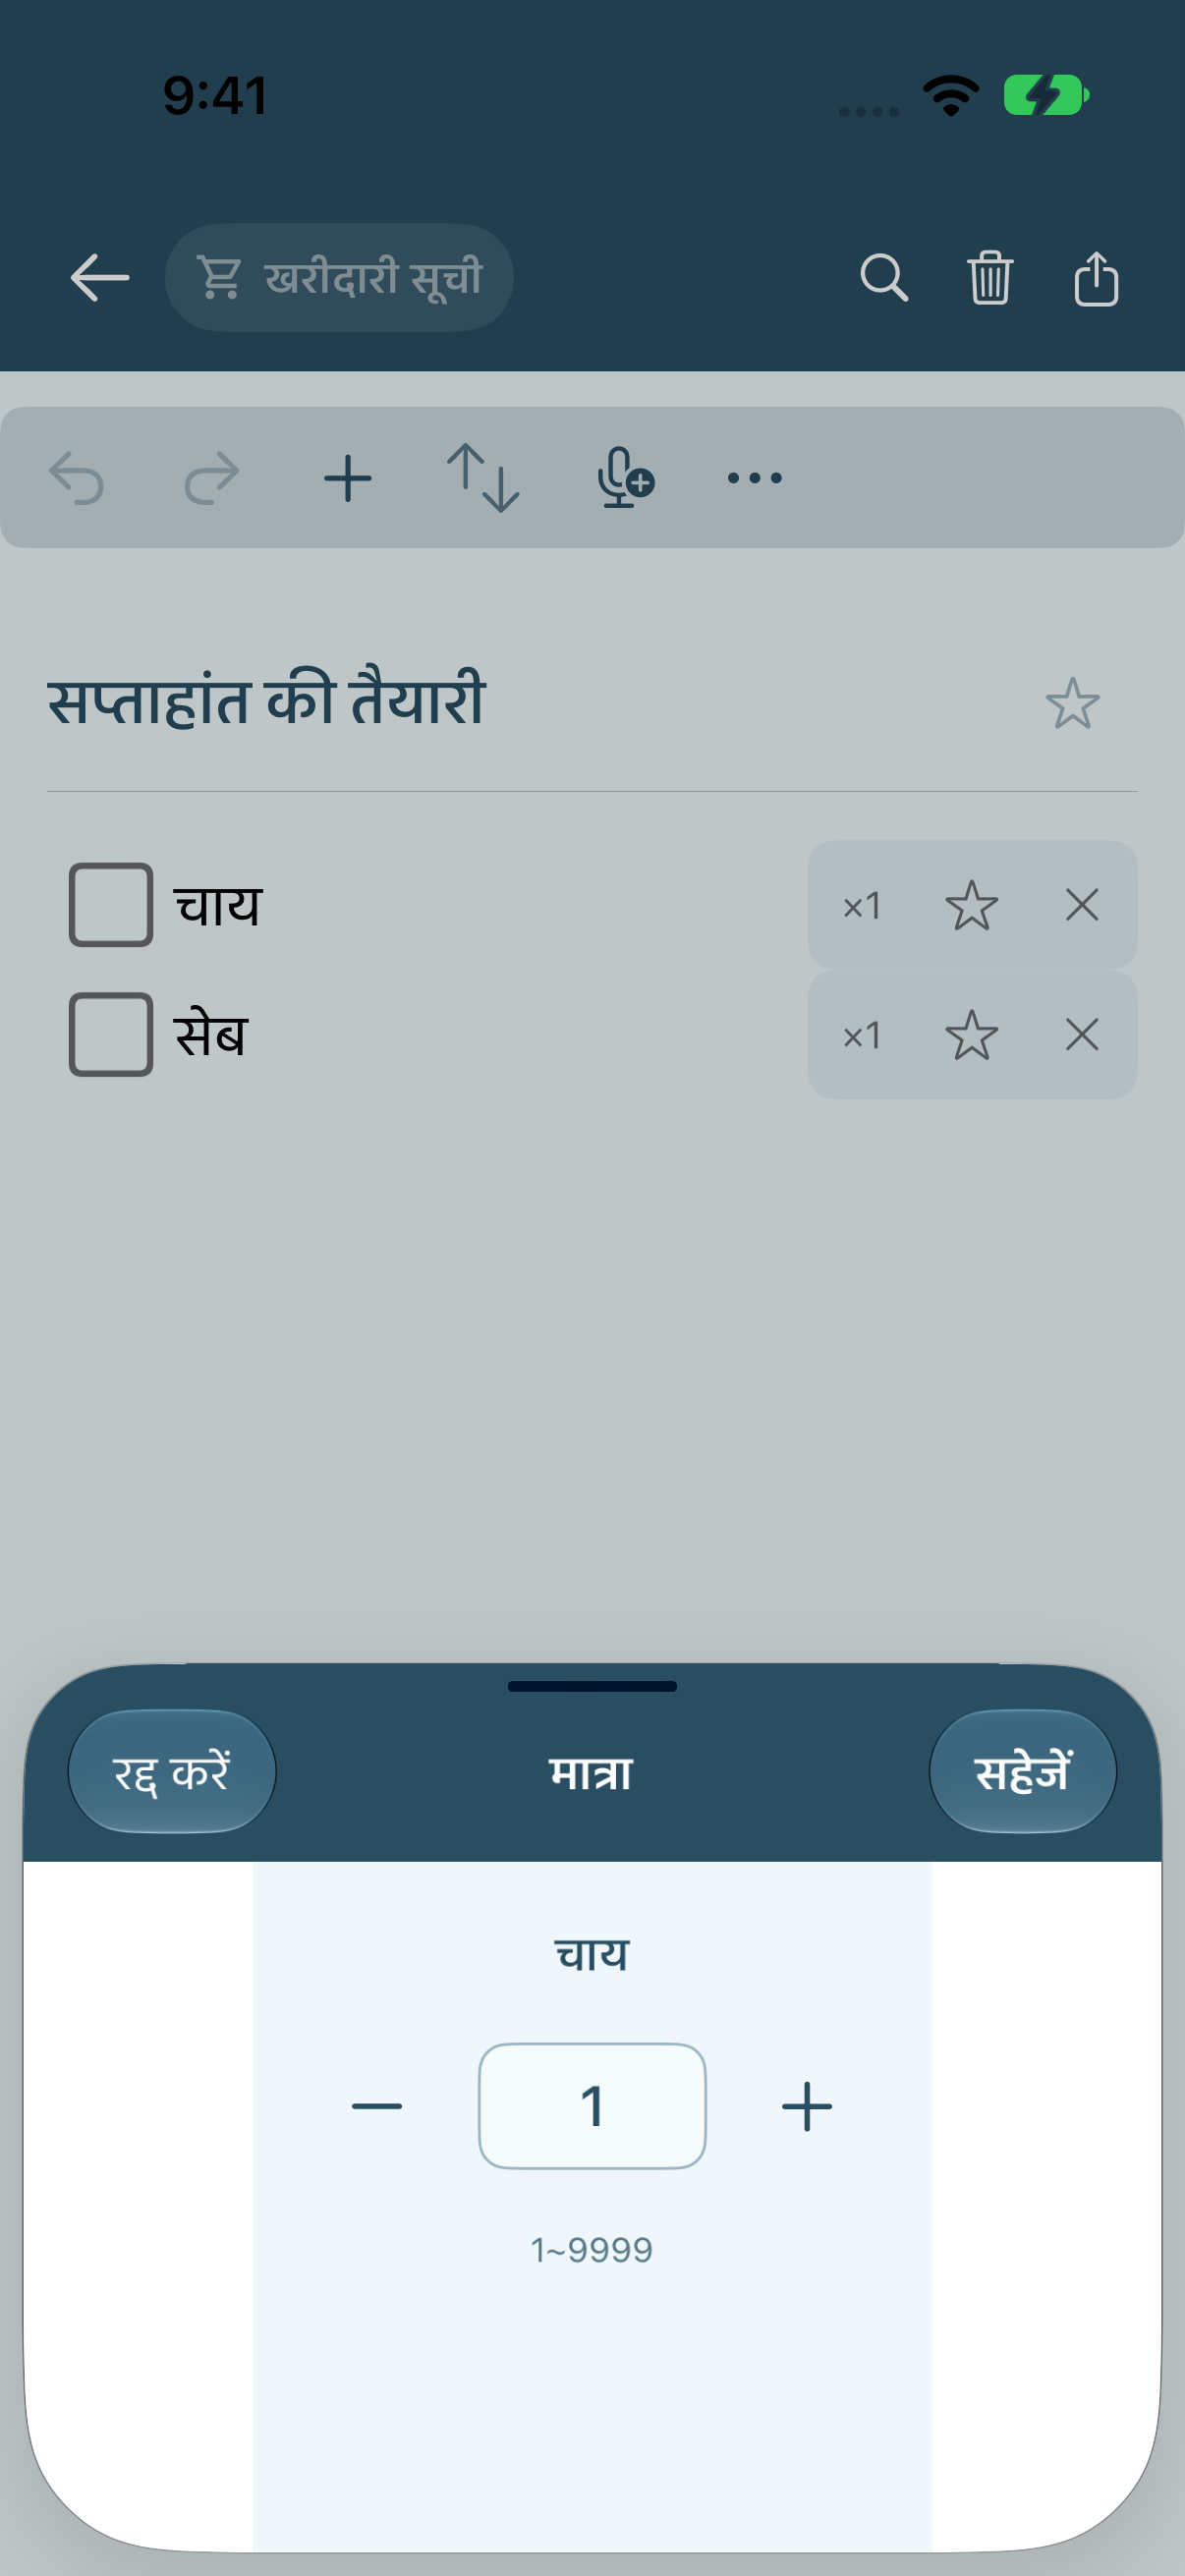 9:41
खरीदारी सूची
सप्ताहांत की तैयारी
चाय ×1
सेब ×1
रद्द करें मात्रा सहेजें
चाय
1
1~9999